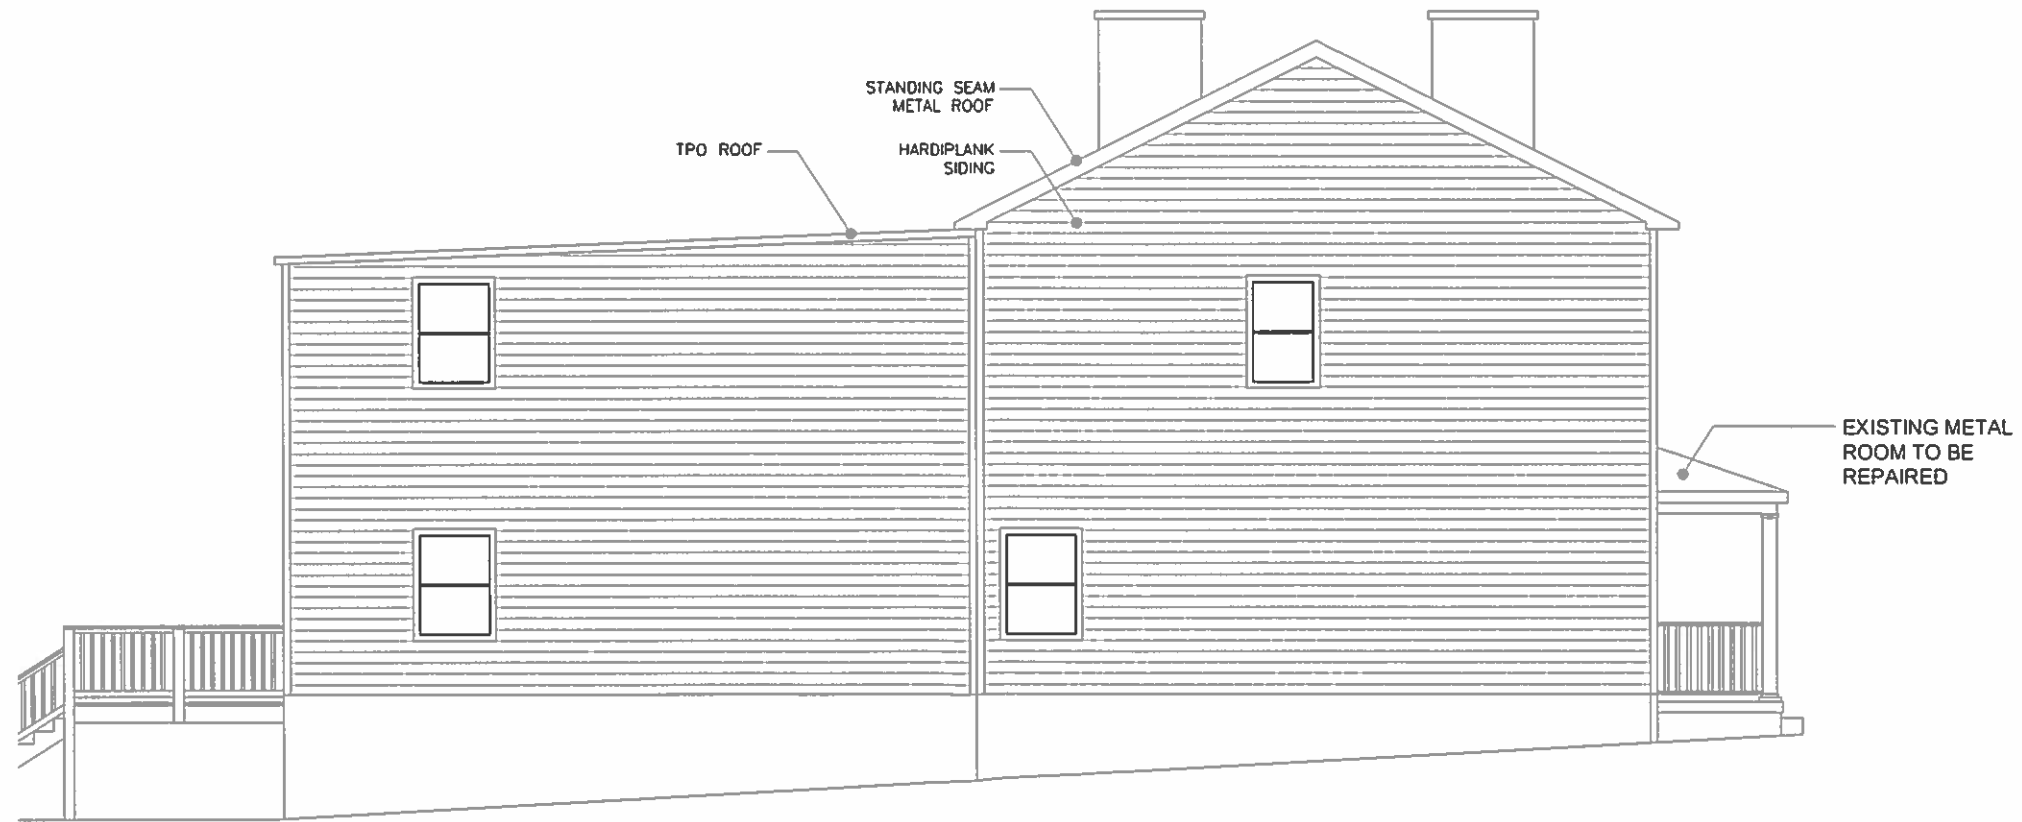 STANDING SEAM
METAL ROOF
TPO ROOF
HARDIPLANK
SIDING
EXISTING METAL
ROOM TO BE
REPAIRED